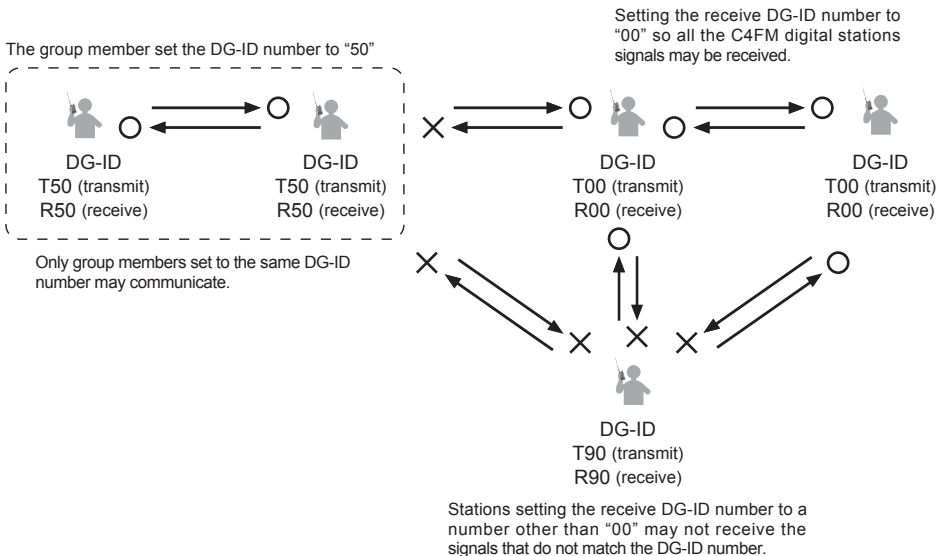 Setting the receive DG-ID number to
“00” so all the C4FM digital stations
signals may be received.
The group member set the DG-ID number to “50”
DG-ID
T50 (transmit)
R50 (receive)
DG-ID
T50 (transmit)
R50 (receive)
DG-ID
T00 (transmit)
R00 (receive)
DG-ID
T00 (transmit)
R00 (receive)
Only group members set to the same DG-ID
number may communicate.
DG-ID
T90 (transmit)
R90 (receive)
Stations setting the receive DG-ID number to a
number other than “00” may not receive the
signals that do not match the DG-ID number.